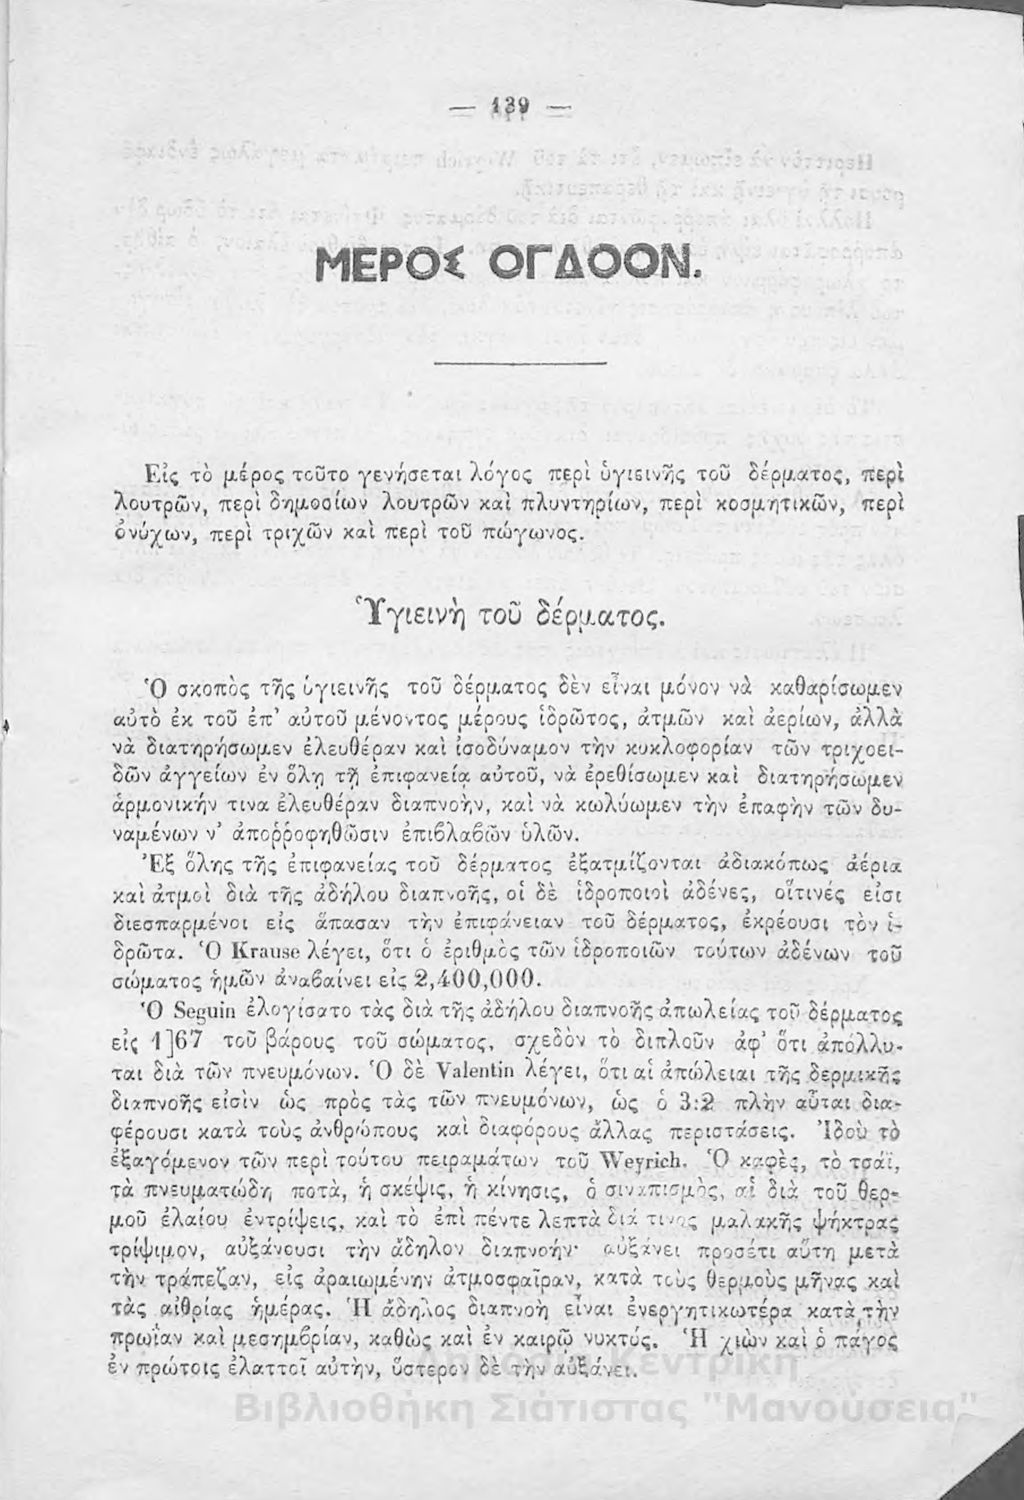 — 139 —
ΜΕΡΟΣ ΟΓΔΟΟΝ.
Εἰς τὸ μέρος τοῦτο γενήσεται λόγος περὶ ὑγιεινῆς τοῦ δέρματος, περὶ
λουτρῶν, περὶ δημοσίων λουτρῶν καὶ πλυντηρίων, περὶ κοσμητικῶν, περὶ
ὀνύχων, περὶ τριχῶν καὶ περὶ τοῦ πώγωνος.
Ὑγιεινὴ τοῦ δέρματος.
Ὁ σκοπὸς τῆς ὑγιεινῆς τοῦ δέρματος δὲν εἶναι μόνον νὰ καθαρίσωμεν
αὐτὸ ἐκ τοῦ ἐπ' αὐτοῦ μένοντος μέρους ἱδρῶτος, ἀτμῶν καὶ ἀερίων, ἀλλὰ
νὰ διατηρήσωμεν ἐλευθέραν καὶ ἰσοδύναμον τὴν κυκλοφορίαν τῶν τριχοει-
δῶν ἀγγείων ἐν ὅλῃ τῇ ἐπιφανείᾳ αὐτοῦ, νὰ ἐρεθίσωμεν καὶ διατηρήσωμεν
ἁρμονικήν τινα ἐλευθέραν διαπνοὴν, καὶ νὰ κωλύωμεν τὴν ἐπαφὴν τῶν δυ-
ναμένων ν' ἀποῤῥοφηθῶσιν ἐπιβλαβῶν ὑλῶν.
Ἐξ ὅλης τῆς ἐπιφανείας τοῦ δέρματος ἐξατμίζονται ἀδιακόπως ἀέρια
καὶ ἀτμοὶ διὰ τῆς ἀδήλου διαπνοῆς, οἱ δὲ ἱδροποιοὶ ἀδένες, οἵτινές εἰσι
διεσπαρμένοι εἰς ἅπασαν τὴν ἐπιφάνειαν τοῦ δέρματος, ἐκρέουσι τὸν ἱ-
δρῶτα. Ὁ Krause λέγει, ὅτι ὁ ἐριθμὸς τῶν ἱδροποιῶν τούτων ἀδένων τοῦ
σώματος ἡμῶν ἀναβαίνει εἰς 2,400,000.
Ὁ Seguin ἐλογίσατο τὰς διὰ τῆς ἀδήλου διαπνοῆς ἀπωλείας τοῦ δέρματος
εἰς 1]67 τοῦ βάρους τοῦ σώματος, σχεδὸν τὸ διπλοῦν ἀφ' ὅτι ἀπόλλυ-
ται διὰ τῶν πνευμόνων. Ὁ δὲ Valentin λέγει, ὅτι αἱ ἀπώλειαι τῆς δερμικῆς
διαπνοῆς εἰσὶν ὡς πρὸς τὰς τῶν πνευμόνων, ὡς ὁ 3:2 πλὴν αὗται δια-
φέρουσι κατὰ τοὺς ἀνθρώπους καὶ διαφόρους ἄλλας περιστάσεις. Ἰδοὺ τὸ
ἐξαγόμενον τῶν περὶ τούτου πειραμάτων τοῦ Weyrich. Ὁ καφὲς, τὸ τσάϊ,
τὰ πνευματώδη ποτὰ, ἡ σκέψις, ἡ κίνησις, ὁ σιναπισμὸς, αἱ διὰ τοῦ θερ-
μοῦ ἐλαίου ἐντρίψεις, καὶ τὸ ἐπὶ πέντε λεπτὰ διά τινος μαλακῆς ψήκτρας
τρίψιμον, αὐξάνουσι τὴν ἄδηλον διαπνοήν· αὐξάνει προσέτι αὕτη μετὰ
τὴν τράπεζαν, εἰς ἀραιωμένην ἀτμοσφαῖραν, κατὰ τοὺς θερμοὺς μῆνας καὶ
τὰς αἰθρίας ἡμέρας. Ἡ ἄδηλος διαπνοὴ εἶναι ἐνεργητικωτέρα κατὰ τὴν
πρωΐαν καὶ μεσημβρίαν, καθὼς καὶ ἐν καιρῷ νυκτός. Ἡ χιὼν καὶ ὁ πάγος
ἐν πρώτοις ἐλαττοῖ αὐτὴν, ὕστερον δὲ τὴν αὐξάνει.
Κεντρική
Βιβλιοθήκη Σιάτιστας "Μανούσεια"